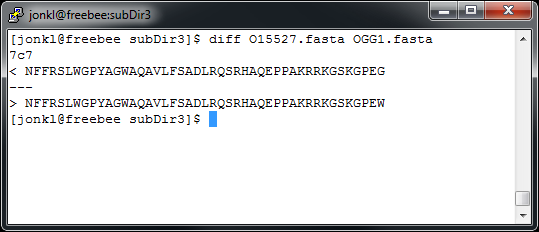 jonkl@freebee:subDir3
[jonkl@freebee subDir3]$ diff O15527.fasta OGG1.fasta
7c7
< NFFRSLWGPYAGWAQAVLFSADLRQSRHAQEPPAKRRKGSKGPEG
---
> NFFRSLWGPYAGWAQAVLFSADLRQSRHAQEPPAKRRKGSKGPEW
[jonkl@freebee subDir3]$